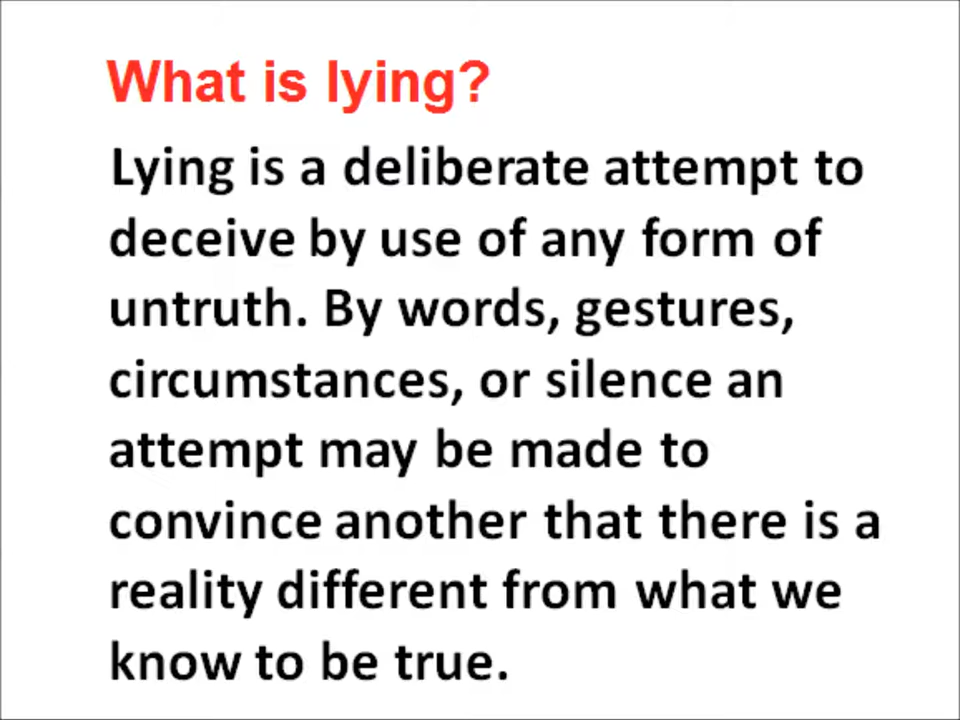 What is lying?
Lying is a deliberate attempt to
deceive by use of any form of
untruth. By words, gestures,
circumstances, or silence an
attempt may be made to
convince another that there is a
reality different from what we
know to be true.